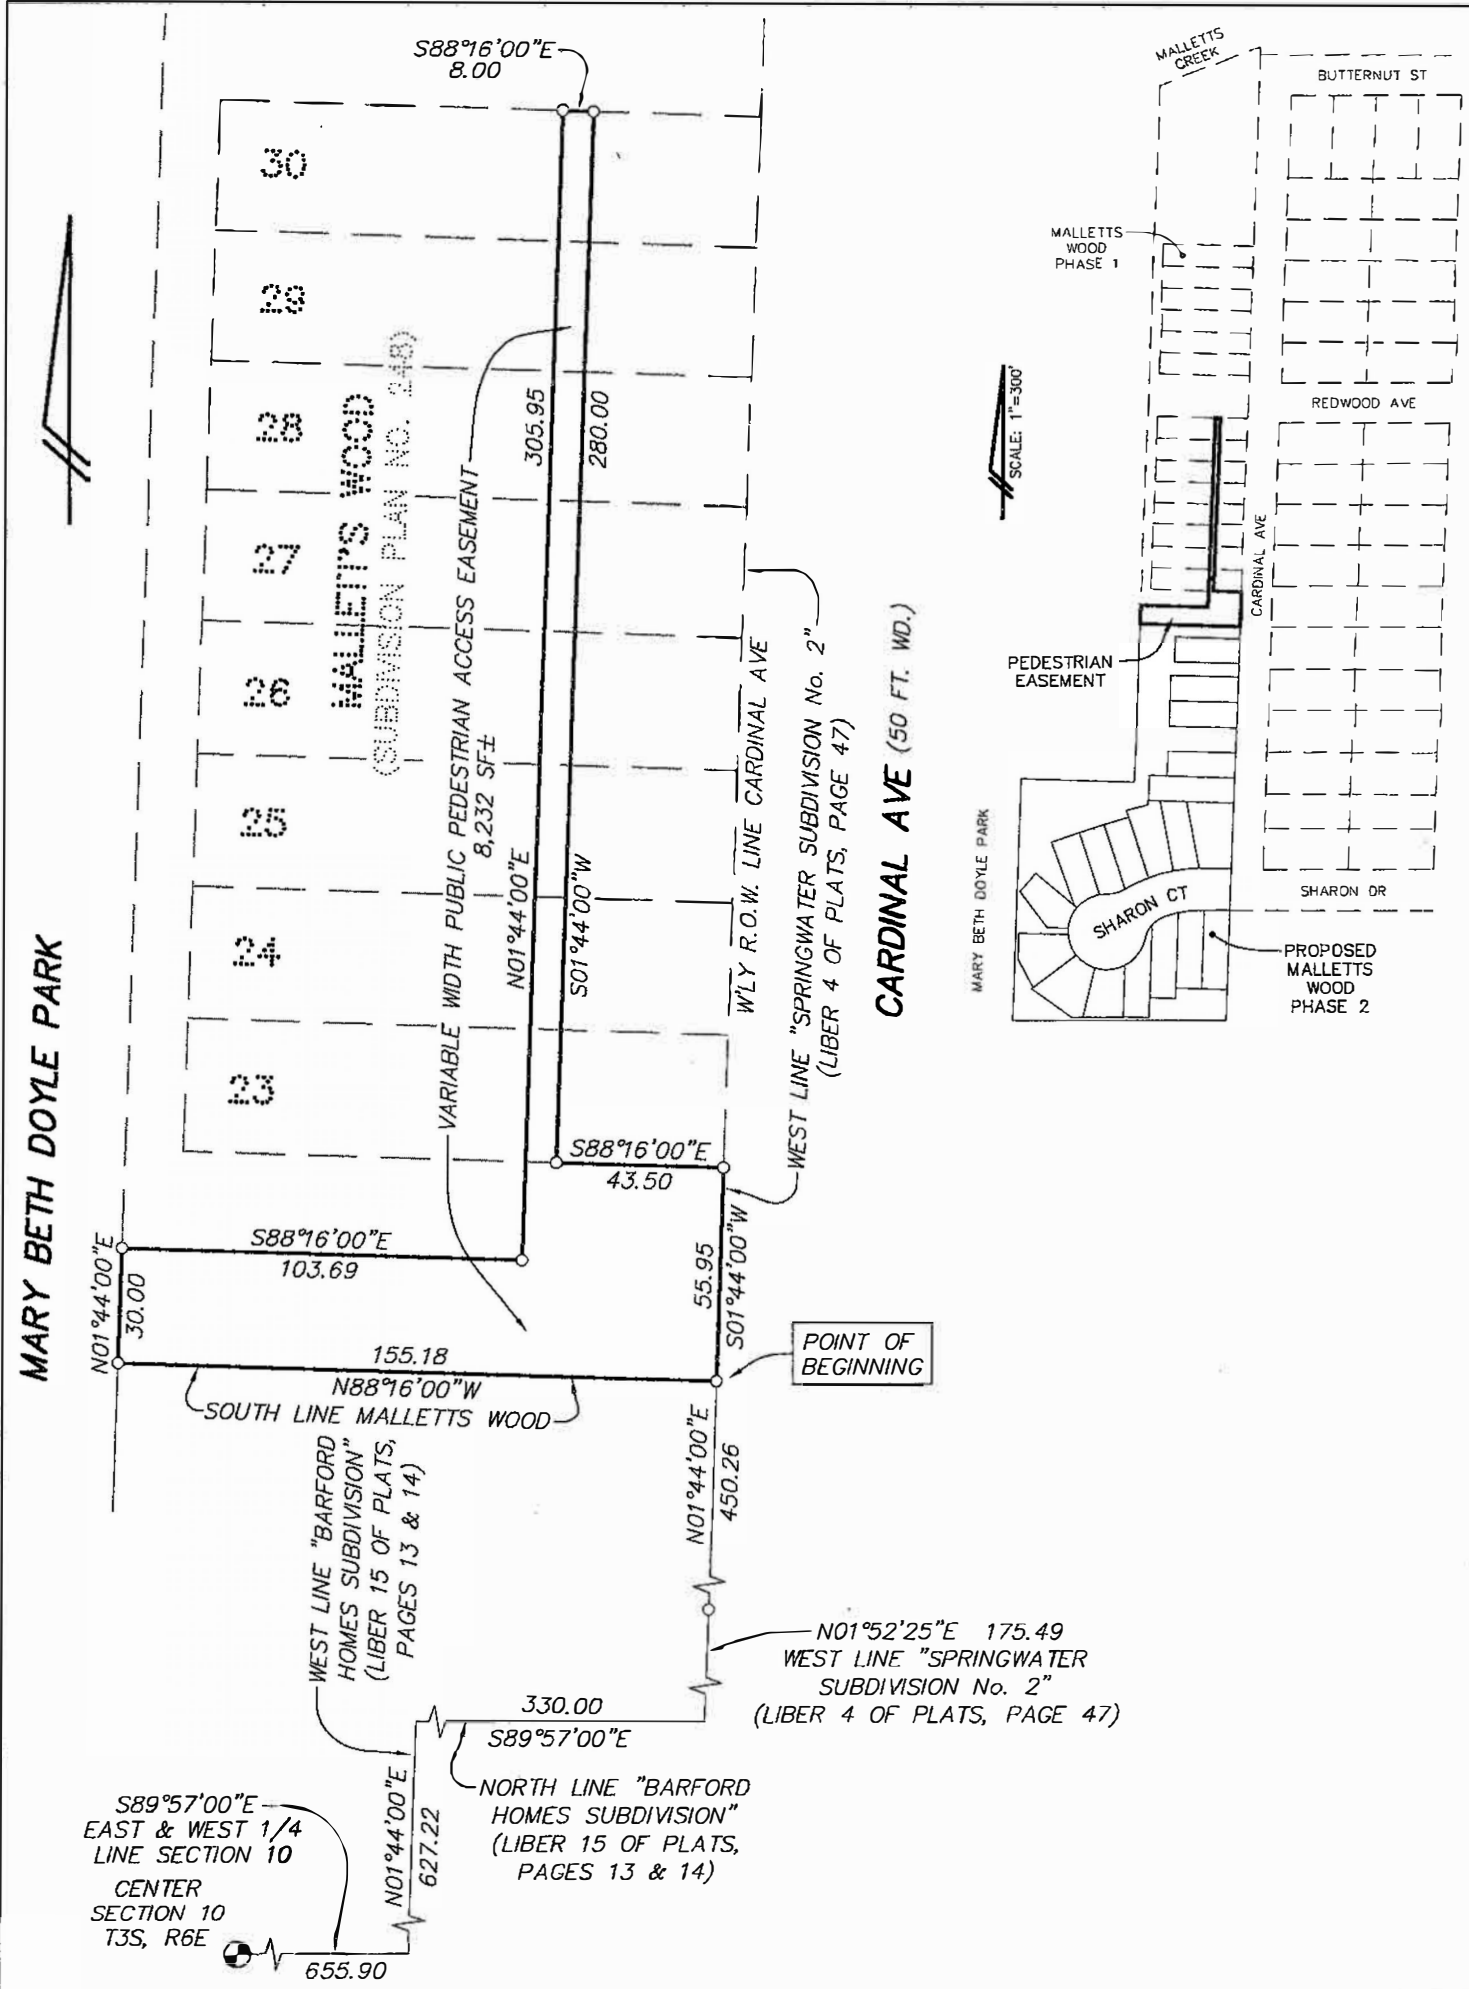 S88°16'00"E
8.00
30
29
28
27
26
25
24
23
MALLETT'S WOOD
(SUBDIVISION PLAN NO. 248)
305.95
280.00
N01°44'00"E
S01°44'00"W
VARIABLE WIDTH PUBLIC PEDESTRIAN ACCESS EASEMENT
8,232 SF±
W'LY R.O.W. LINE CARDINAL AVE
WEST LINE "SPRINGWATER SUBDIVISION No. 2"
(LIBER 4 OF PLATS, PAGE 47)
CARDINAL AVE (50 FT. WD.)
MARY BETH DOYLE PARK
S88°16'00"E
43.50
S88°16'00"E
103.69
N01°44'00"E
30.00
55.95
S01°44'00"W
155.18
N88°16'00"W
SOUTH LINE MALLETTS WOOD
POINT OF
BEGINNING
N01°44'00"E
450.26
WEST LINE "BARFORD
HOMES SUBDIVISION"
(LIBER 15 OF PLATS,
PAGES 13 & 14)
N01°52'25"E 175.49
WEST LINE "SPRINGWATER
SUBDIVISION No. 2"
(LIBER 4 OF PLATS, PAGE 47)
330.00
S89°57'00"E
NORTH LINE "BARFORD
HOMES SUBDIVISION"
(LIBER 15 OF PLATS,
PAGES 13 & 14)
N01°44'00"E
627.22
S89°57'00"E
EAST & WEST 1/4
LINE SECTION 10
CENTER
SECTION 10
T3S, R6E
655.90
MALLETTS
CREEK
BUTTERNUT ST
MALLETTS
WOOD
PHASE 1
REDWOOD AVE
SCALE: 1"=300'
CARDINAL AVE
PEDESTRIAN
EASEMENT
MARY BETH DOYLE PARK
SHARON CT
SHARON DR
PROPOSED
MALLETTS
WOOD
PHASE 2